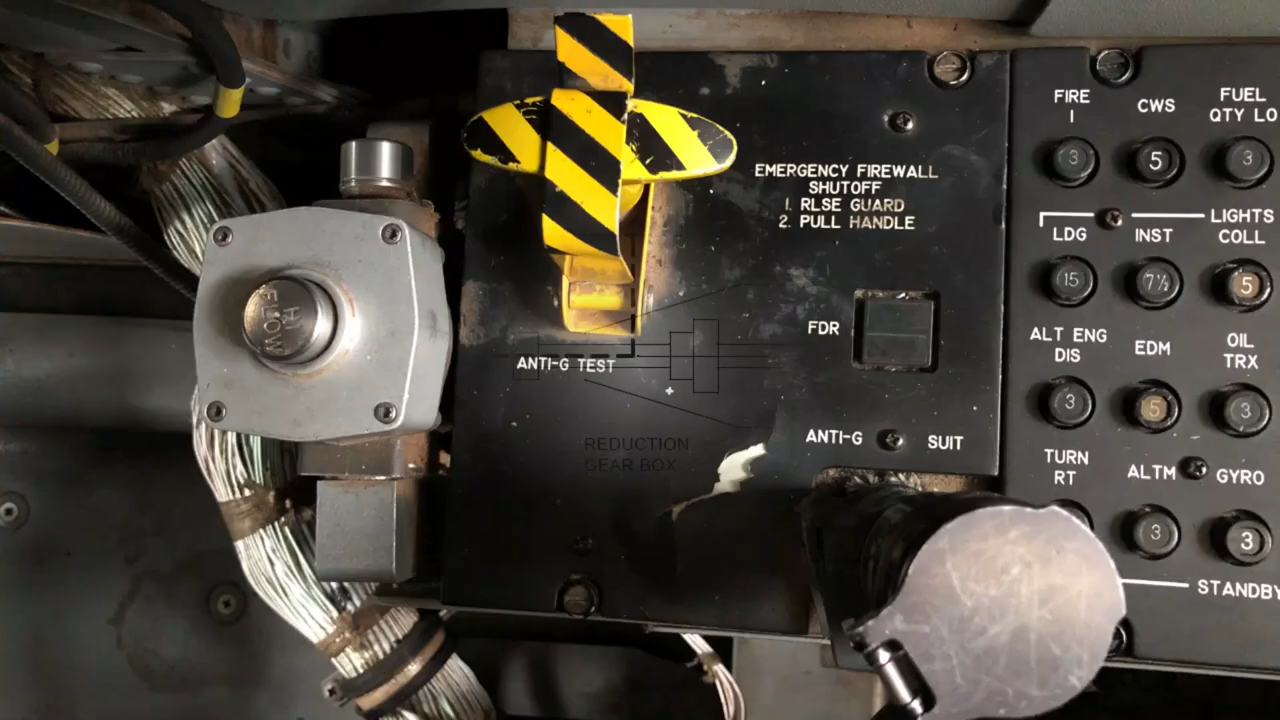 HI
FLOW
EMERGENCY FIREWALL
SHUTOFF
1. RLSE GUARD
2. PULL HANDLE
ANTI-G TEST
FDR
REDUCTION
GEAR BOX
ANTI-G SUIT
FIRE
I
CWS
FUEL
QTY LO
3
5
3
LIGHTS
LDG
INST
COLL
15
7½
5
ALT ENG
DIS
EDM
OIL
TRX
3
5
3
TURN
RT
ALTM
GYRO
3
3
STANDBY